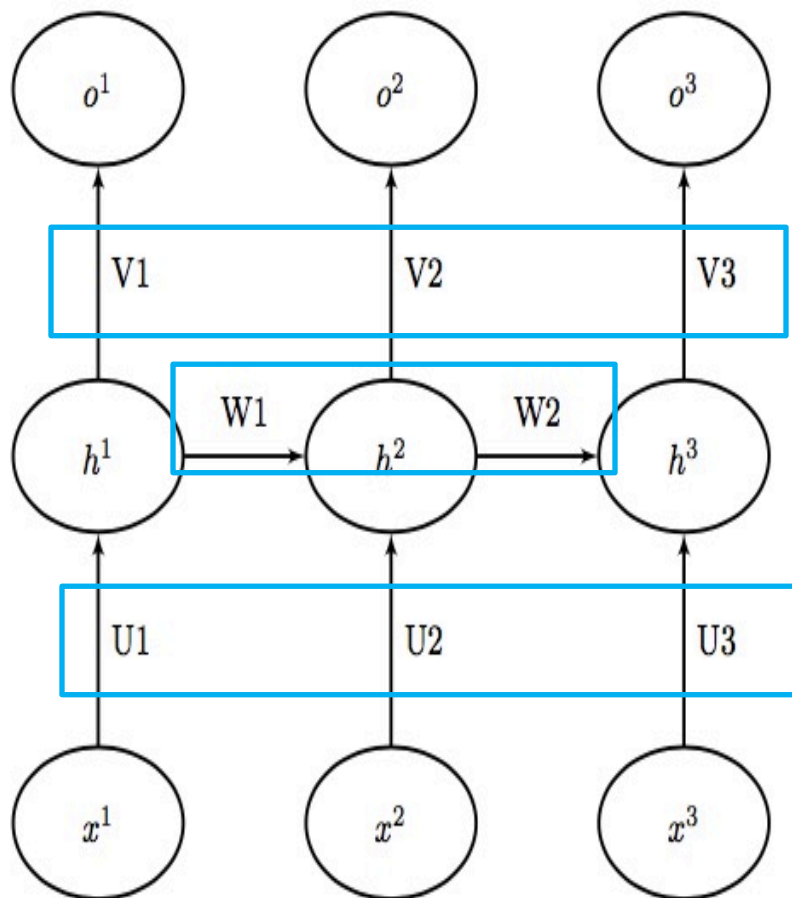 o¹ o² o³
V1 V2 V3
W1 W2
h¹ h² h³
U1 U2 U3
x¹ x² x³